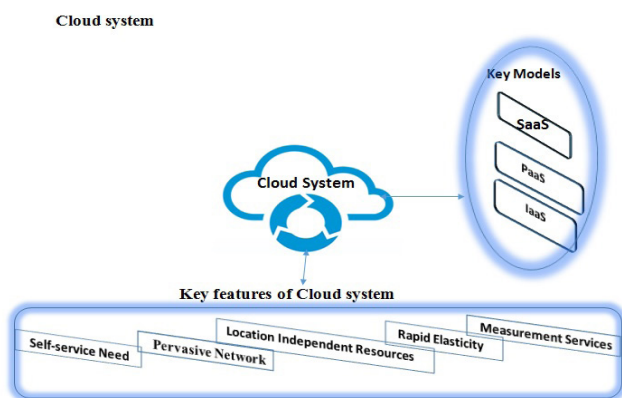 Cloud system
Key Models
SaaS
PaaS
IaaS
Cloud System
Key features of Cloud system
Self-service Need
Pervasive Network
Location Independent Resources
Rapid Elasticity
Measurement Services